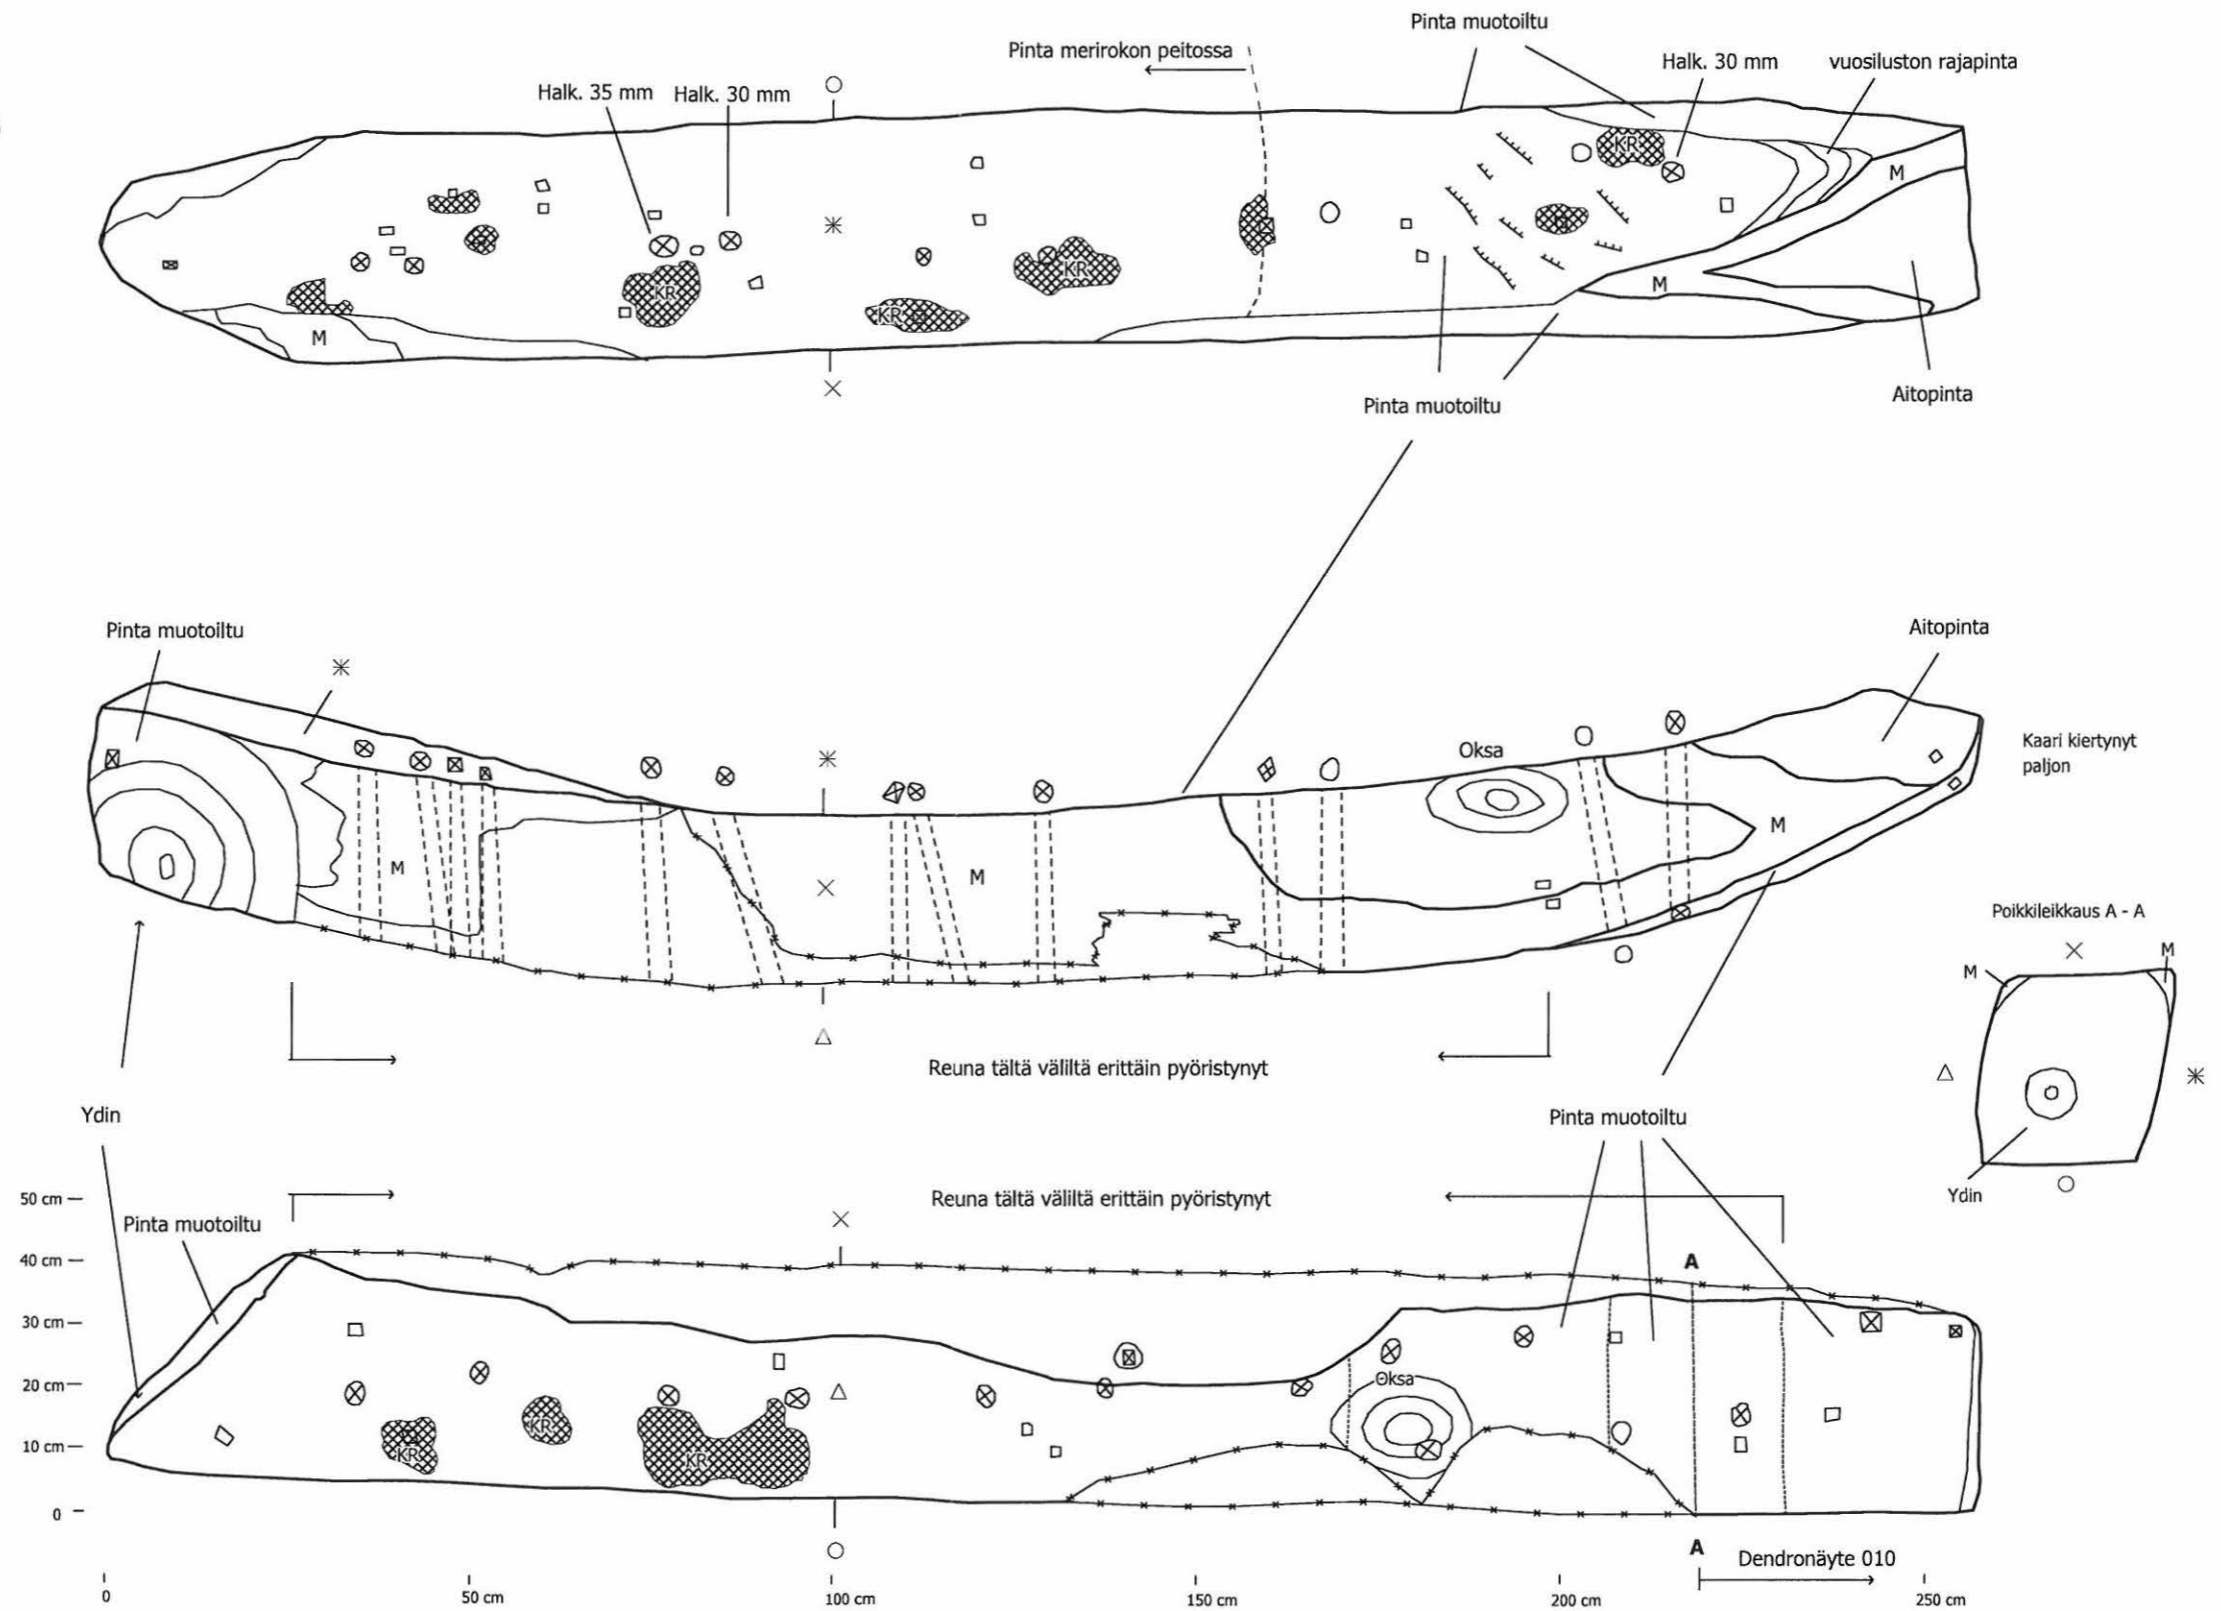 Pinta muotoiltu
Pinta merirokon peitossa
Halk. 30 mm
vuosiluston rajapinta
Halk. 35 mm
Halk. 30 mm
KR
M
KR
KR
KR
M
M
Pinta muotoiltu
Aitopinta
Pinta muotoiltu
Aitopinta
Oksa
Kaari kiertynyt
paljon
M
M
M
Poikkileikkaus A - A
M
M
Reuna tältä väliltä erittäin pyöristynyt
Ydin
Pinta muotoiltu
Ydin
50 cm
Reuna tältä väliltä erittäin pyöristynyt
Pinta muotoiltu
40 cm
A
30 cm
20 cm
Oksa
KR
KR
KR
10 cm
0
A
Dendronäyte 010
0
50 cm
100 cm
150 cm
200 cm
250 cm